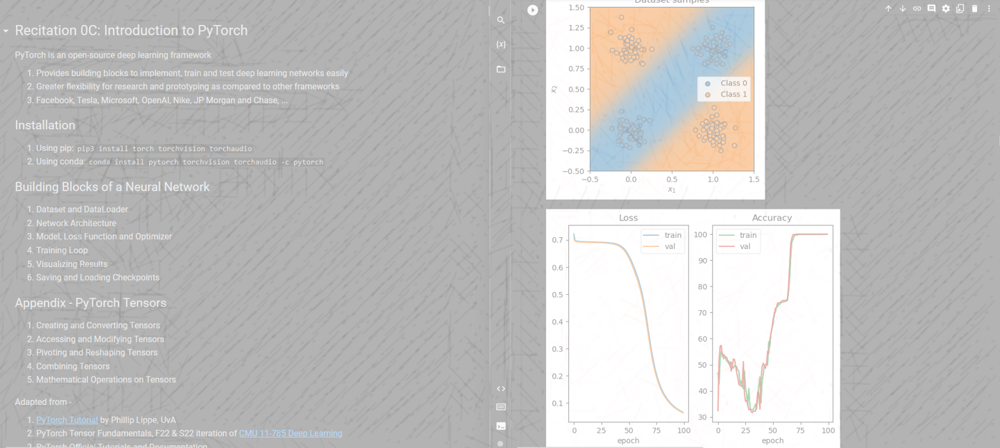 Recitation 0C: Introduction to PyTorch
PyTorch is an open-source deep learning framework
1. Provides building blocks to implement, train and test deep learning networks easily
2. Greater flexibility for research and prototyping as compared to other frameworks
3. Facebook, Tesla, Microsoft, OpenAI, Nike, JP Morgan and Chase, ...
Installation
1. Using pip: pip3 install torch torchvision torchaudio
2. Using conda: conda install pytorch torchvision torchaudio -c pytorch
Building Blocks of a Neural Network
1. Dataset and DataLoader
2. Network Architecture
3. Model, Loss Function and Optimizer
4. Training Loop
5. Visualizing Results
6. Saving and Loading Checkpoints
Appendix - PyTorch Tensors
1. Creating and Converting Tensors
2. Accessing and Modifying Tensors
3. Pivoting and Reshaping Tensors
4. Combining Tensors
5. Mathematical Operations on Tensors
Adapted from -
1. PyTorch Tutorial by Phillip Lippe, UvA
2. PyTorch Tensor Fundamentals, F22 & S22 iteration of CMU 11-785 Deep Learning
3. PyTorch Official Tutorials and Documentation
{x}
Dataset samples
1.50
1.25
1.00
0.75
0.50
0.25
0.00
−0.25
−0.50
x2
Class 0
Class 1
−0.5 0.0 0.5 1.0 1.5
x1
Loss
train
val
0.7
0.6
0.5
0.4
0.3
0.2
0.1
0 25 50 75 100
epoch
Accuracy
train
val
100
90
80
70
60
50
40
30
0 25 50 75 100
epoch